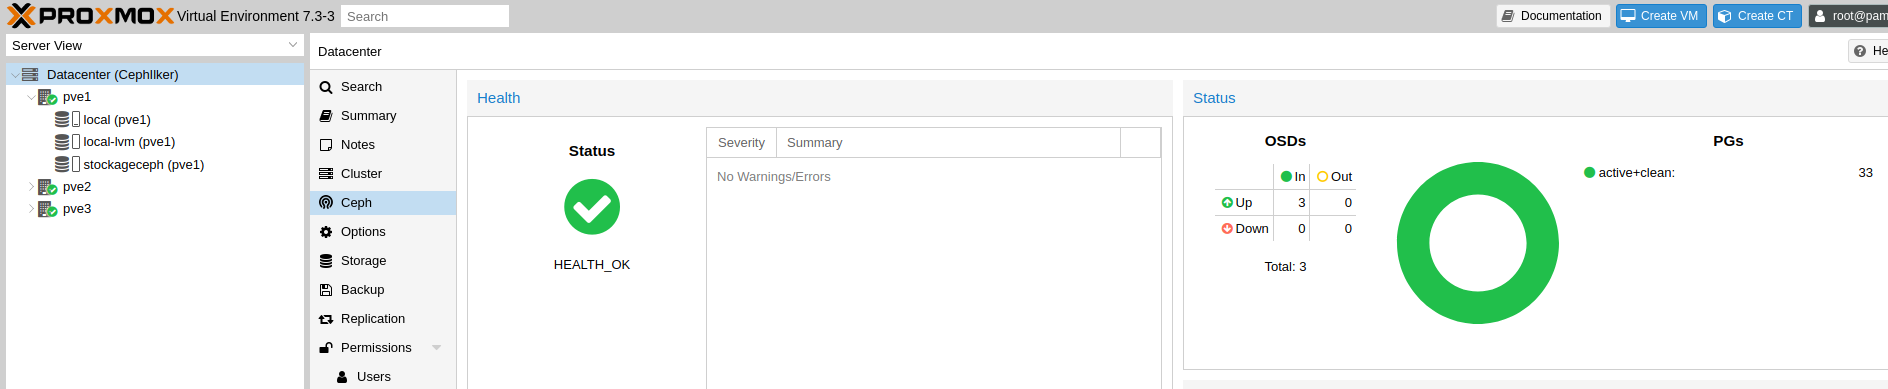 PROXMOX Virtual Environment 7.3-3 Search Documentation Create VM Create CT root@pam
Server View
Datacenter (CephIlker)
pve1
local (pve1)
local-lvm (pve1)
stockageceph (pve1)
pve2
pve3
Datacenter He
Search
Summary
Notes
Cluster
Ceph
Options
Storage
Backup
Replication
Permissions
Users
Health
Status
HEALTH_OK
Severity Summary
No Warnings/Errors
Status
OSDs
In Out
Up 3 0
Down 0 0
Total: 3
PGs
active+clean: 33